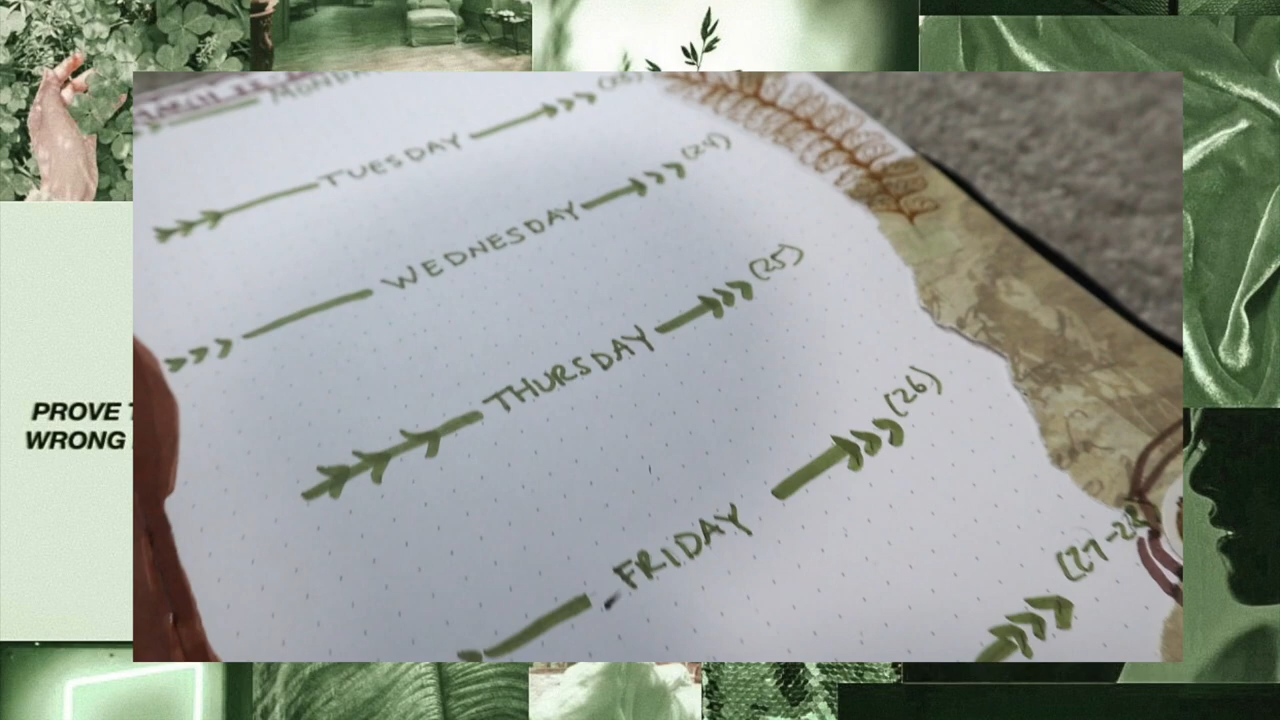 TUESDAY
WEDNESDAY (24)
THURSDAY (25)
FRIDAY (26)
PROVE
WRONG